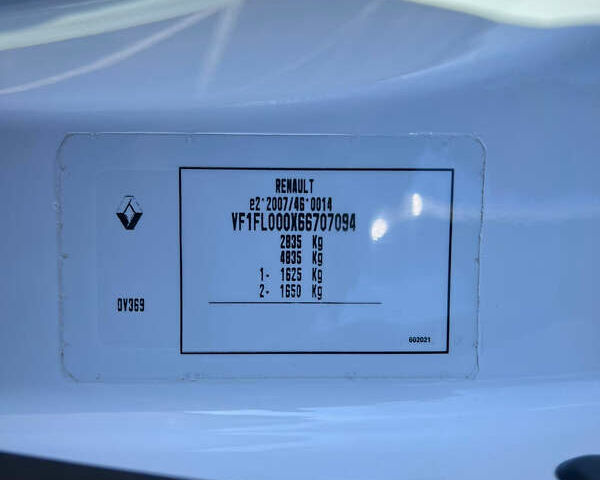 RENAULT
e2*2007/46*0014
VF1FL000X66707094
2835 Kg
4835 Kg
1- 1625 Kg
2- 1650 Kg
OV369
602021